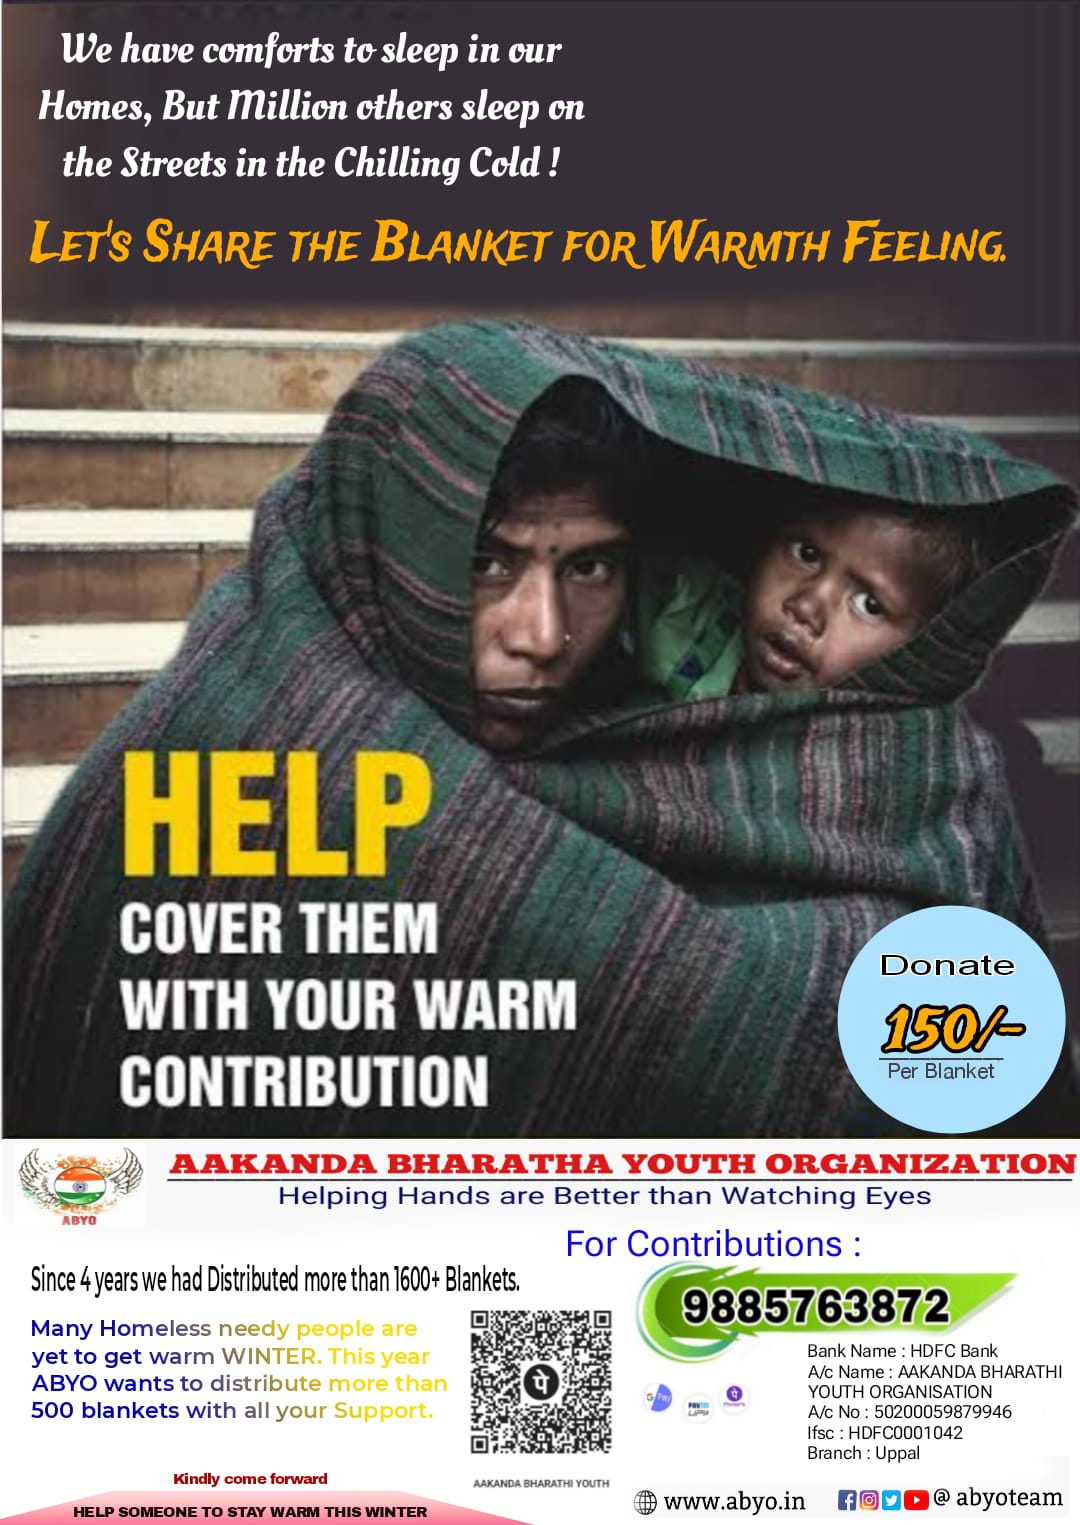 We have comforts to sleep in our
Homes, But Million others sleep on
the Streets in the Chilling Cold !
Let's Share the Blanket for Warmth Feeling.
HELP
COVER THEM
WITH YOUR WARM
CONTRIBUTION
Donate
150/-
Per Blanket
ABYO
AAKANDA BHARATHA YOUTH ORGANIZATION
Helping Hands are Better than Watching Eyes
For Contributions :
Since 4 years we had Distributed more than 1600+ Blankets.
9885763872
Many Homeless needy people are
yet to get warm WINTER. This year
ABYO wants to distribute more than
500 blankets with all your Support.
पे
G Pay
Paytm
UPI
PhonePe
Bank Name : HDFC Bank
A/c Name : AAKANDA BHARATHI
YOUTH ORGANISATION
A/c No : 50200059879946
Ifsc : HDFC0001042
Branch : Uppal
AAKANDA BHARATHI YOUTH
Kindly come forward
HELP SOMEONE TO STAY WARM THIS WINTER
www.abyo.in
@ abyoteam